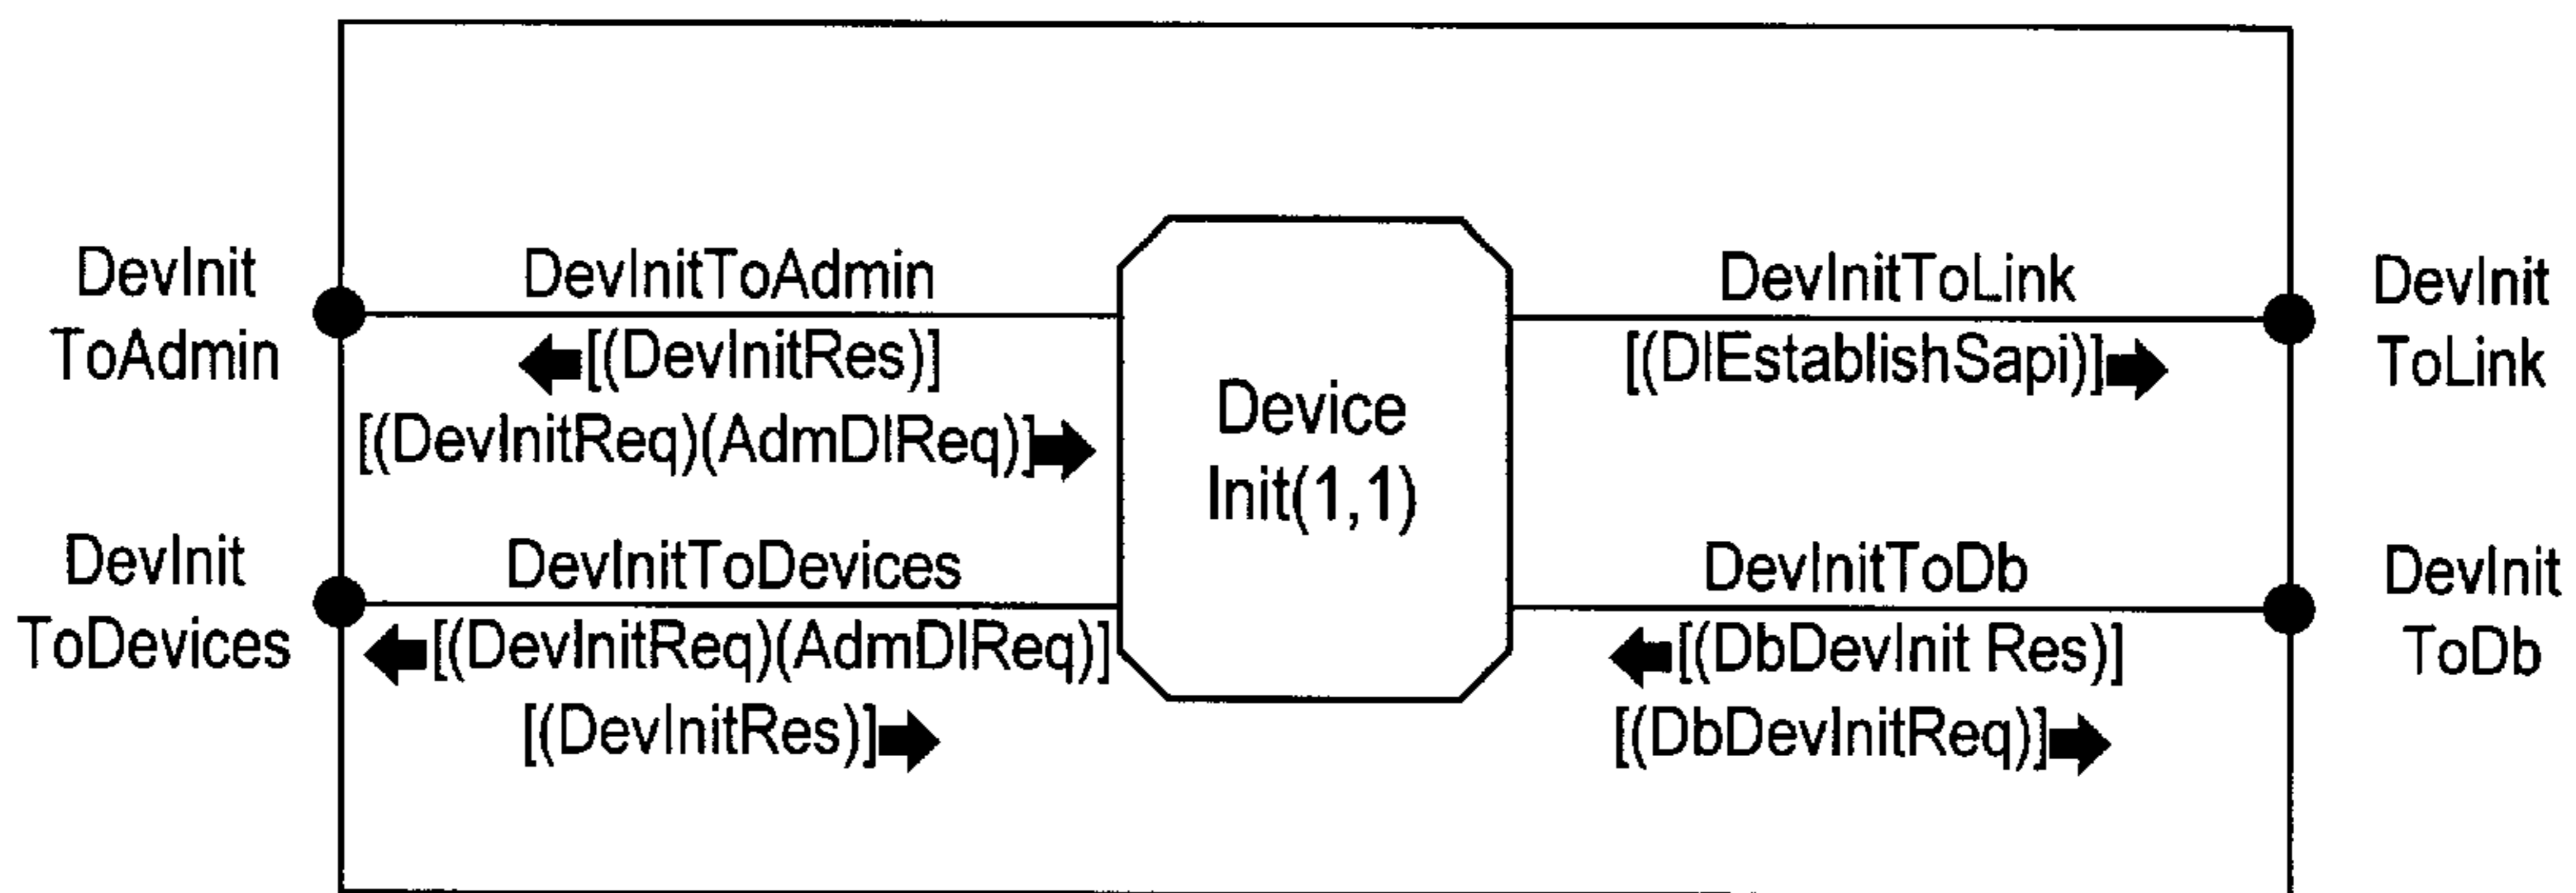 DevInit
ToAdmin
DevInitToAdmin
[(DevInitRes)]
[(DevInitReq)(AdmDlReq)]
DevInit
ToDevices
DevInitToDevices
[(DevInitReq)(AdmDlReq)]
[(DevInitRes)]
Device
Init(1,1)
DevInitToLink
[(DlEstablishSapi)]
DevInit
ToLink
DevInitToDb
[(DbDevInit Res)]
[(DbDevInitReq)]
DevInit
ToDb